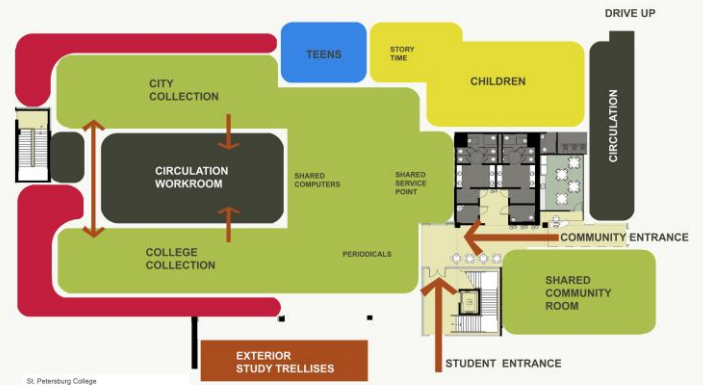 DRIVE UP
TEENS
STORY
TIME
CHILDREN
CITY
COLLECTION
CIRCULATION
CIRCULATION
WORKROOM
SHARED
COMPUTERS
SHARED
SERVICE
POINT
COMMUNITY ENTRANCE
COLLEGE
COLLECTION
PERIODICALS
SHARED
COMMUNITY
ROOM
EXTERIOR
STUDY TRELLISES
STUDENT ENTRANCE
St. Petersburg College